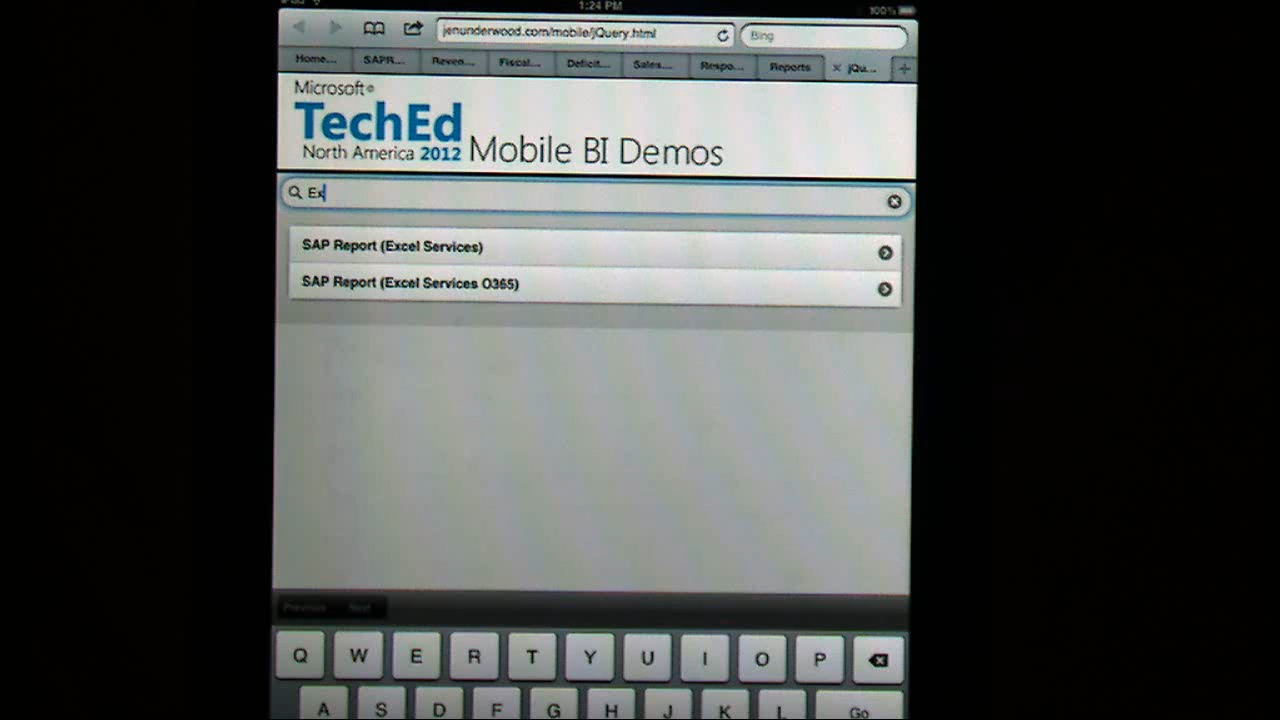 1:24 PM
100%
jenunderwood.com/mobile/jQuery.html
Bing
Home... SAPR... Reven... Fiscal... Deficit... Sales... Respo... Reports jQu...
Microsoft®
TechEd
North America 2012 Mobile BI Demos
Ex
SAP Report (Excel Services)
SAP Report (Excel Services O365)
Previous Next
Q W E R T Y U I O P
A S D F G H J K L Go